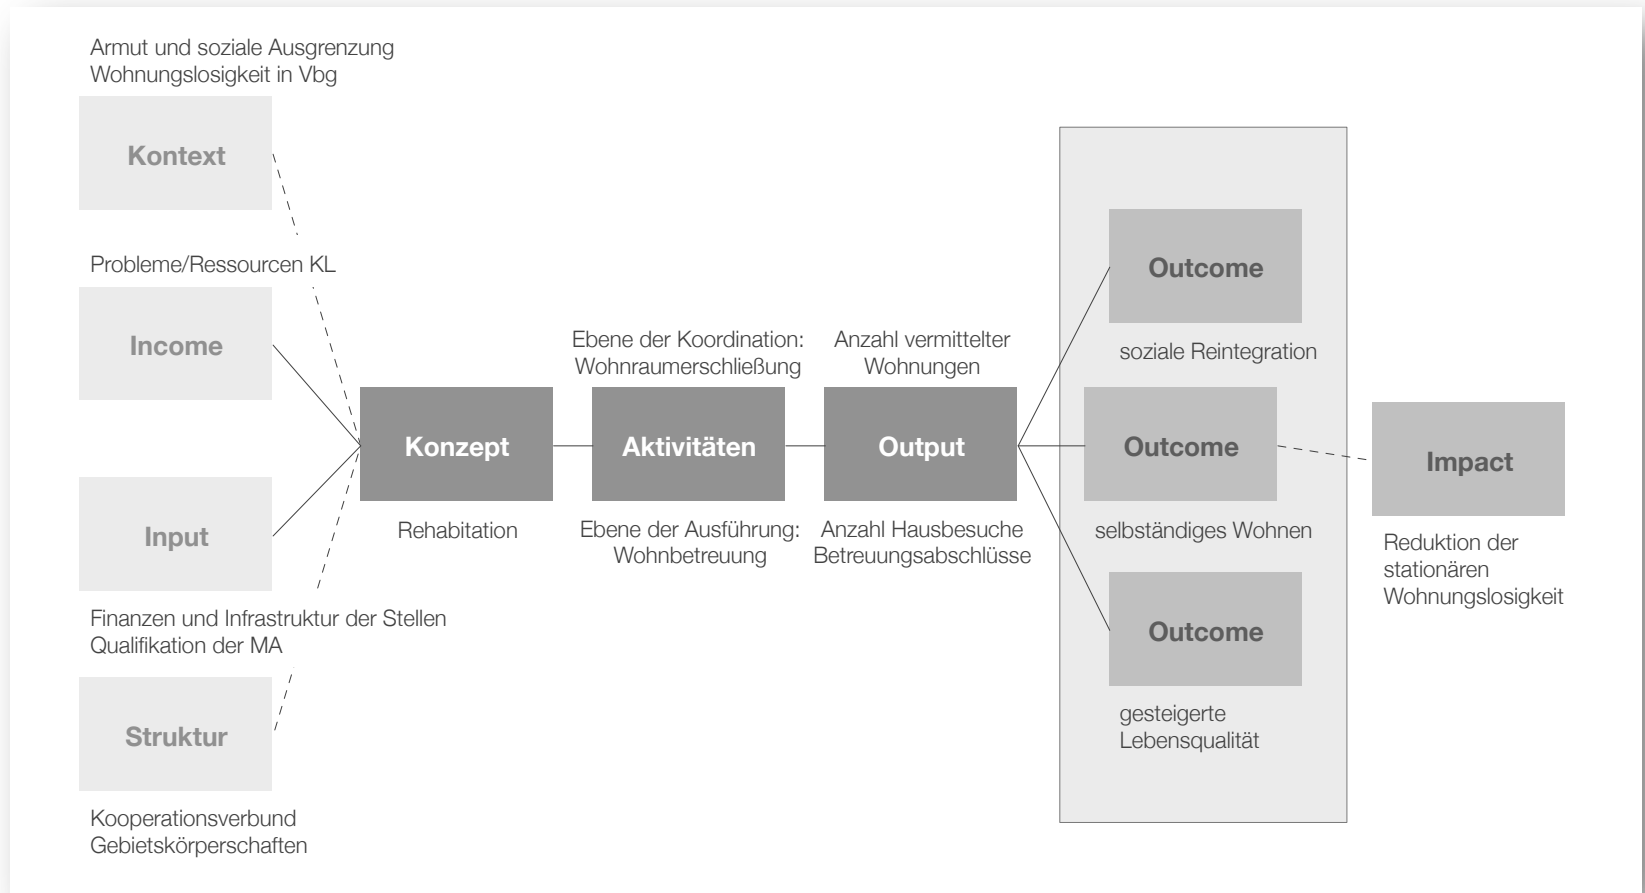 Armut und soziale Ausgrenzung
Wohnungslosigkeit in Vbg
Kontext
Probleme/Ressourcen KL
Income
Input
Finanzen und Infrastruktur der Stellen
Qualifikation der MA
Struktur
Kooperationsverbund
Gebietskörperschaften
Konzept
Rehabitation
Ebene der Koordination:
Wohnraumerschließung
Aktivitäten
Ebene der Ausführung:
Wohnbetreuung
Anzahl vermittelter
Wohnungen
Output
Anzahl Hausbesuche
Betreuungsabschlüsse
Outcome
soziale Reintegration
Outcome
selbständiges Wohnen
Outcome
gesteigerte
Lebensqualität
Impact
Reduktion der
stationären
Wohnungslosigkeit